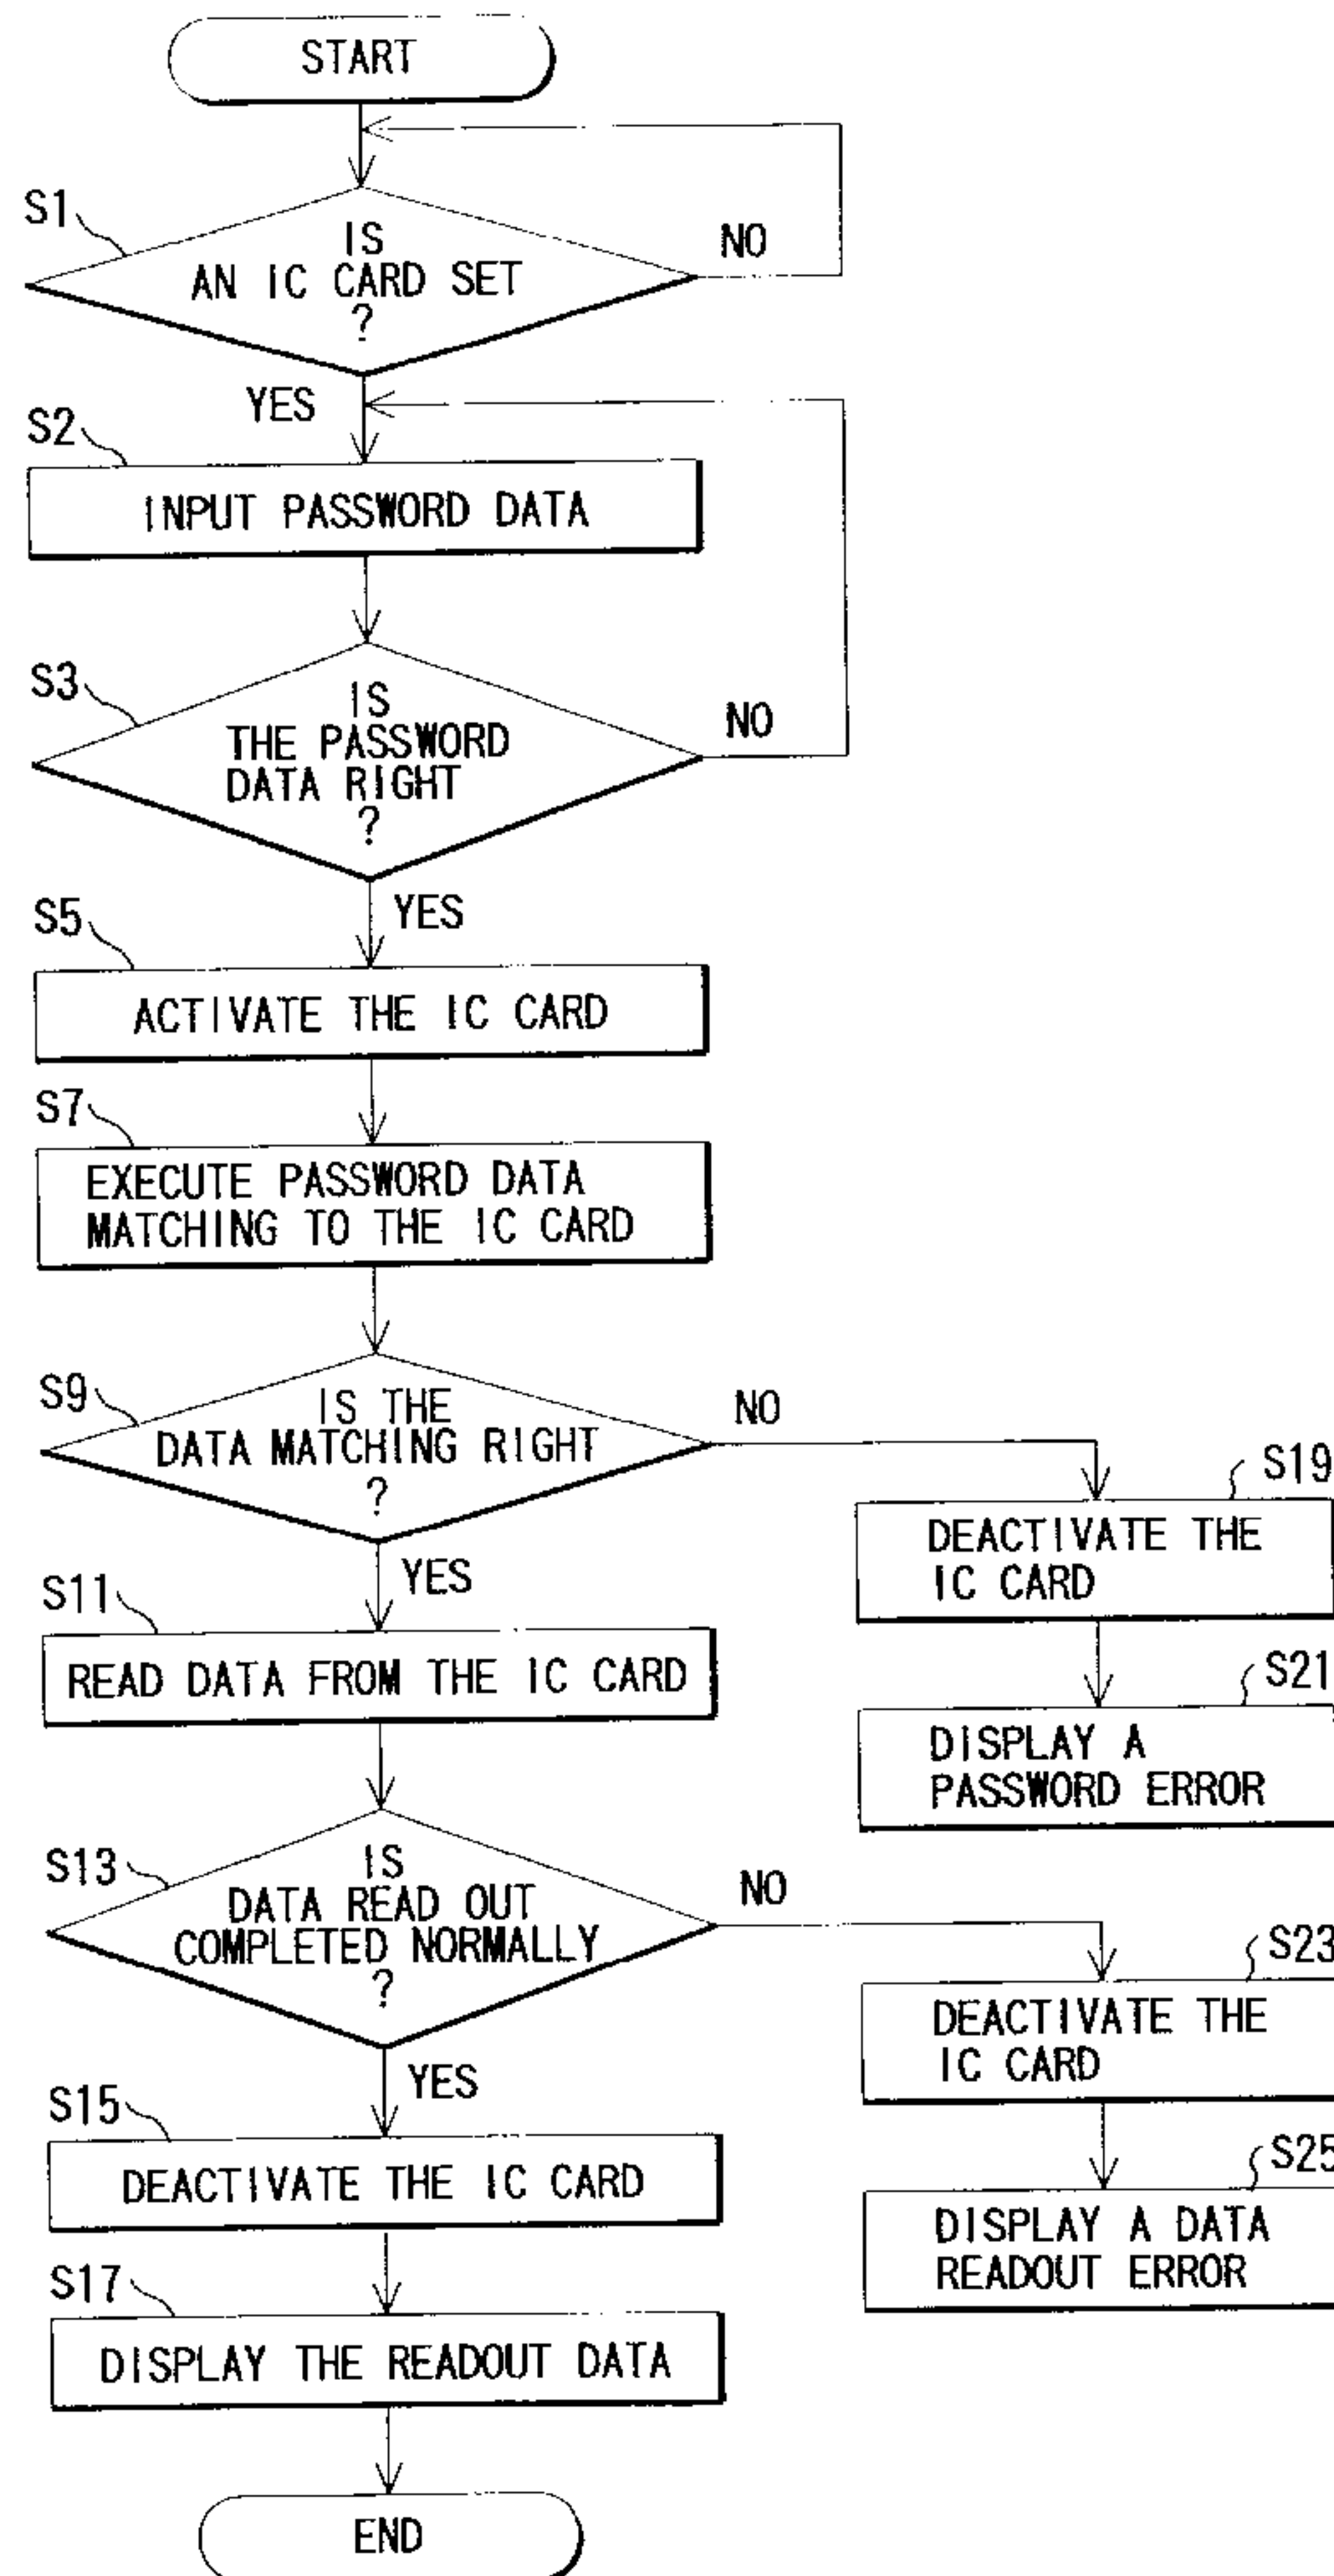 START
S1
IS
AN IC CARD SET
?
NO
YES
S2
INPUT PASSWORD DATA
S3
IS
THE PASSWORD
DATA RIGHT
?
NO
YES
S5
ACTIVATE THE IC CARD
S7
EXECUTE PASSWORD DATA
MATCHING TO THE IC CARD
S9
IS THE
DATA MATCHING RIGHT
?
NO
YES
S19
DEACTIVATE THE
IC CARD
S21
DISPLAY A
PASSWORD ERROR
S11
READ DATA FROM THE IC CARD
S13
IS
DATA READ OUT
COMPLETED NORMALLY
?
NO
YES
S23
DEACTIVATE THE
IC CARD
S25
DISPLAY A DATA
READOUT ERROR
S15
DEACTIVATE THE IC CARD
S17
DISPLAY THE READOUT DATA
END